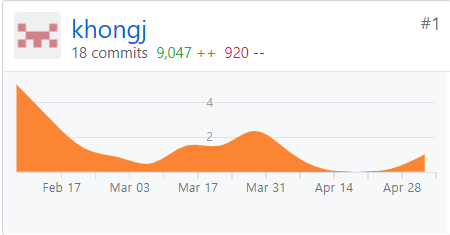 khongj
#1
18 commits 9,047 ++ 920 --
4
2
Feb 17 Mar 03 Mar 17 Mar 31 Apr 14 Apr 28